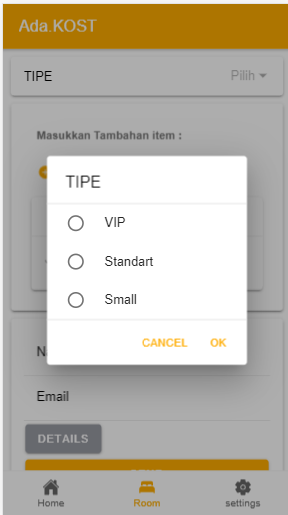 Ada.KOST
TIPE Pilih
Masukkan Tambahan item :
TIPE
VIP
Standart
Small
CANCEL OK
Email
DETAILS
Home Room settings